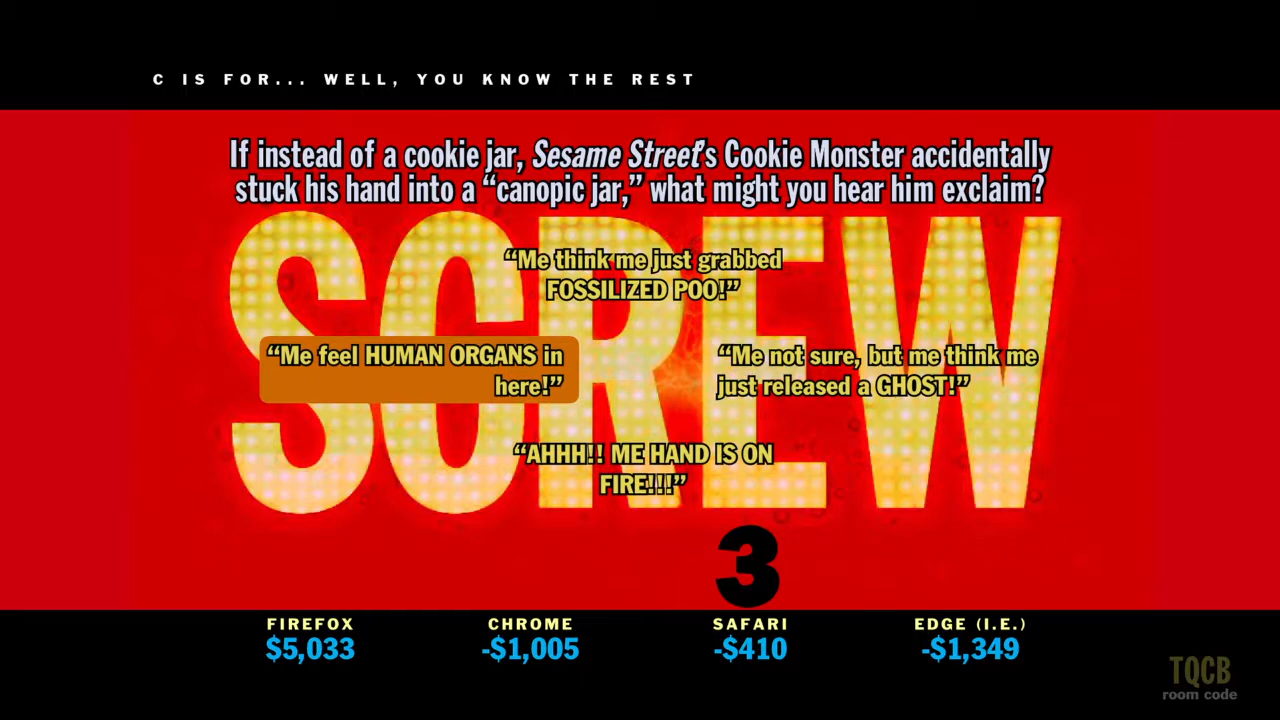 C IS FOR... WELL, YOU KNOW THE REST
If instead of a cookie jar, Sesame Street's Cookie Monster accidentally
stuck his hand into a “canopic jar,” what might you hear him exclaim?
SCREW
“Me think me just grabbed
FOSSILIZED POO!”
“Me feel HUMAN ORGANS in
here!”
“Me not sure, but me think me
just released a GHOST!”
“AHHH!! ME HAND IS ON
FIRE!!!”
3
FIREFOX CHROME SAFARI EDGE (I.E.)
$5,033 -$1,005 -$410 -$1,349
TQCB
room code